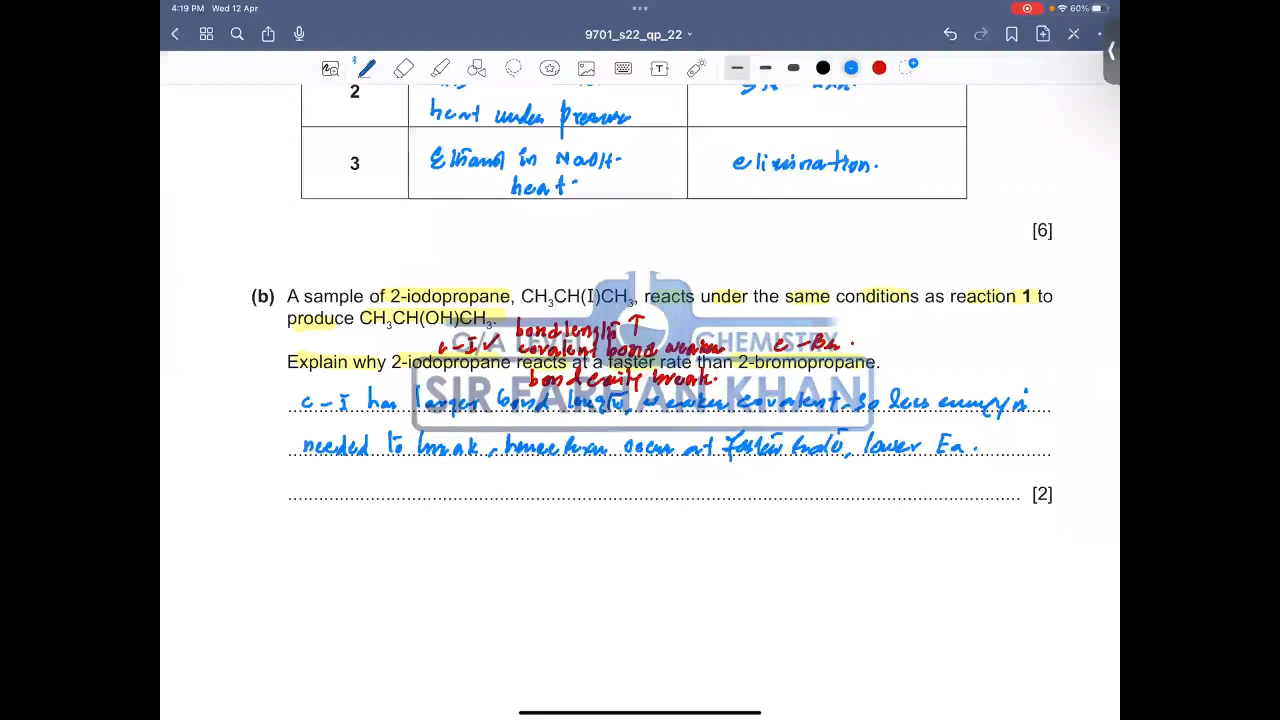 4:19 PM Wed 12 Apr
60%
9701_s22_qp_22
2
heat under pressure
3
Ethanol in NaOH
heat
elimination.
[6]
(b) A sample of 2-iodopropane, CH3CH(I)CH3, reacts under the same conditions as reaction 1 to
produce CH3CH(OH)CH3.
bond length ↑
C-I ✓ covalent bond weaker C-Br.
O/A LEVEL CHEMISTRY
Explain why 2-iodopropane reacts at a faster rate than 2-bromopropane.
bond easily break.
SIR FARHAN KHAN
C-I has larger bond length, weaker covalent so less energy is
needed to break, hence occur at faster, lower Ea.
[2]